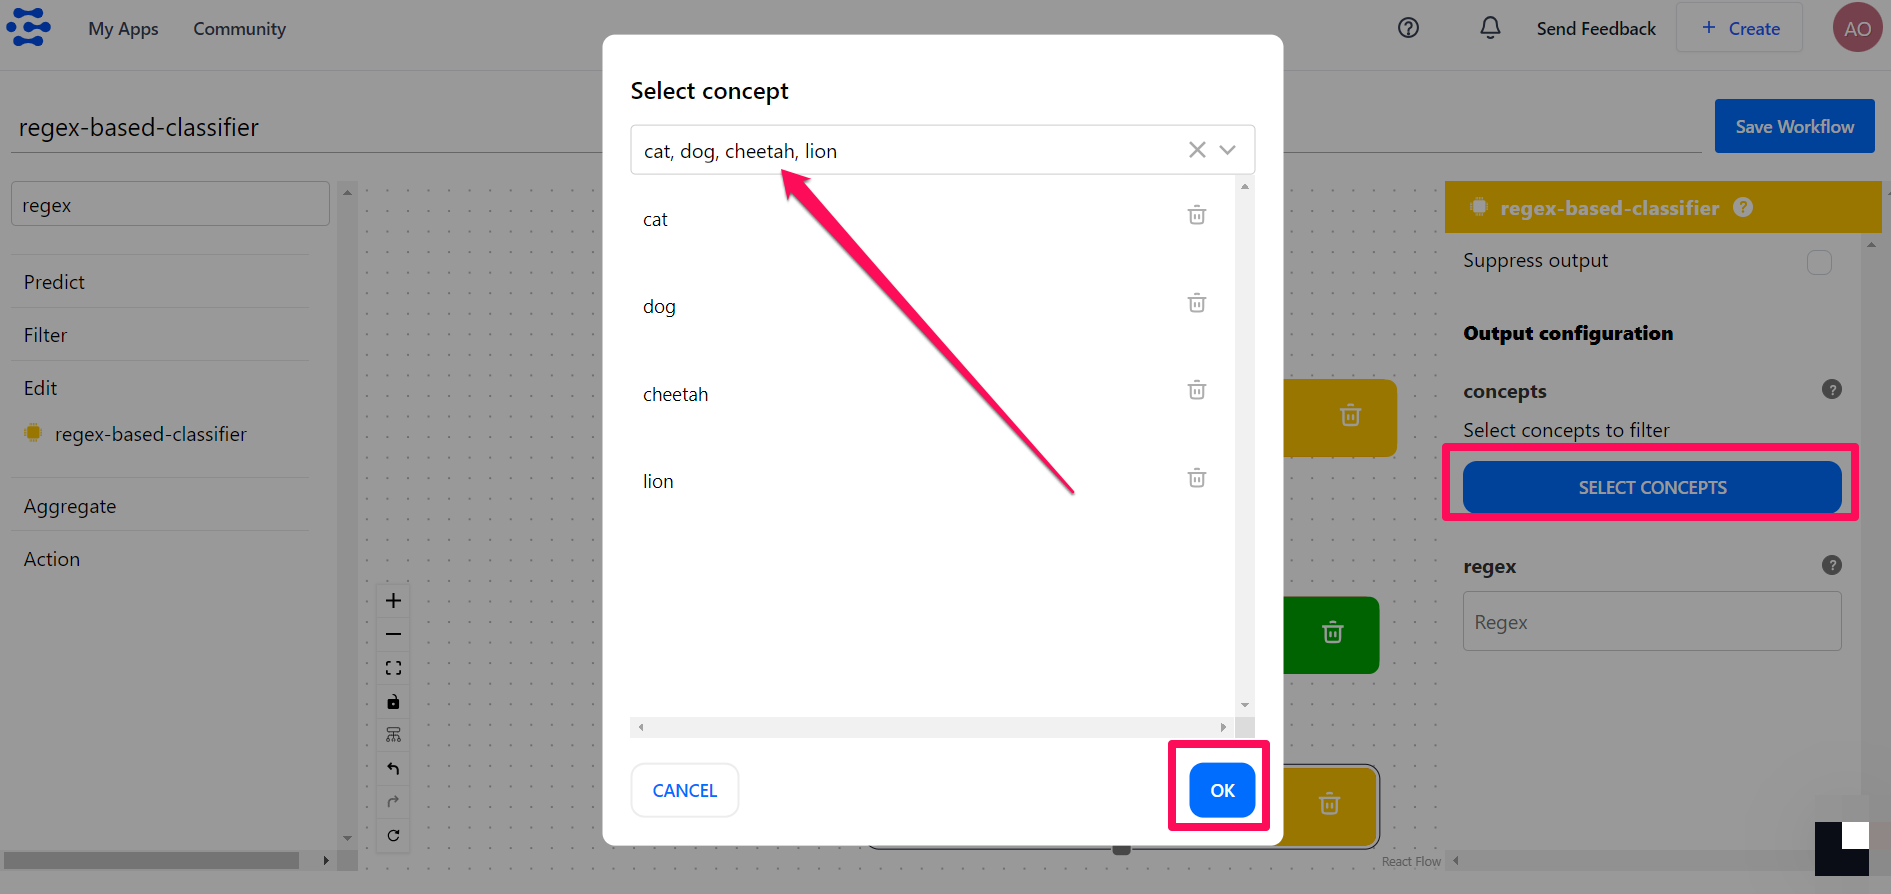 My Apps
Community
Send Feedback
+ Create
AO
regex-based-classifier
Save Workflow
regex
Predict
Filter
Edit
regex-based-classifier
Aggregate
Action
Select concept
cat, dog, cheetah, lion
cat
dog
cheetah
lion
CANCEL
OK
regex-based-classifier ?
Suppress output
Output configuration
concepts ?
Select concepts to filter
SELECT CONCEPTS
regex ?
Regex
React Flow